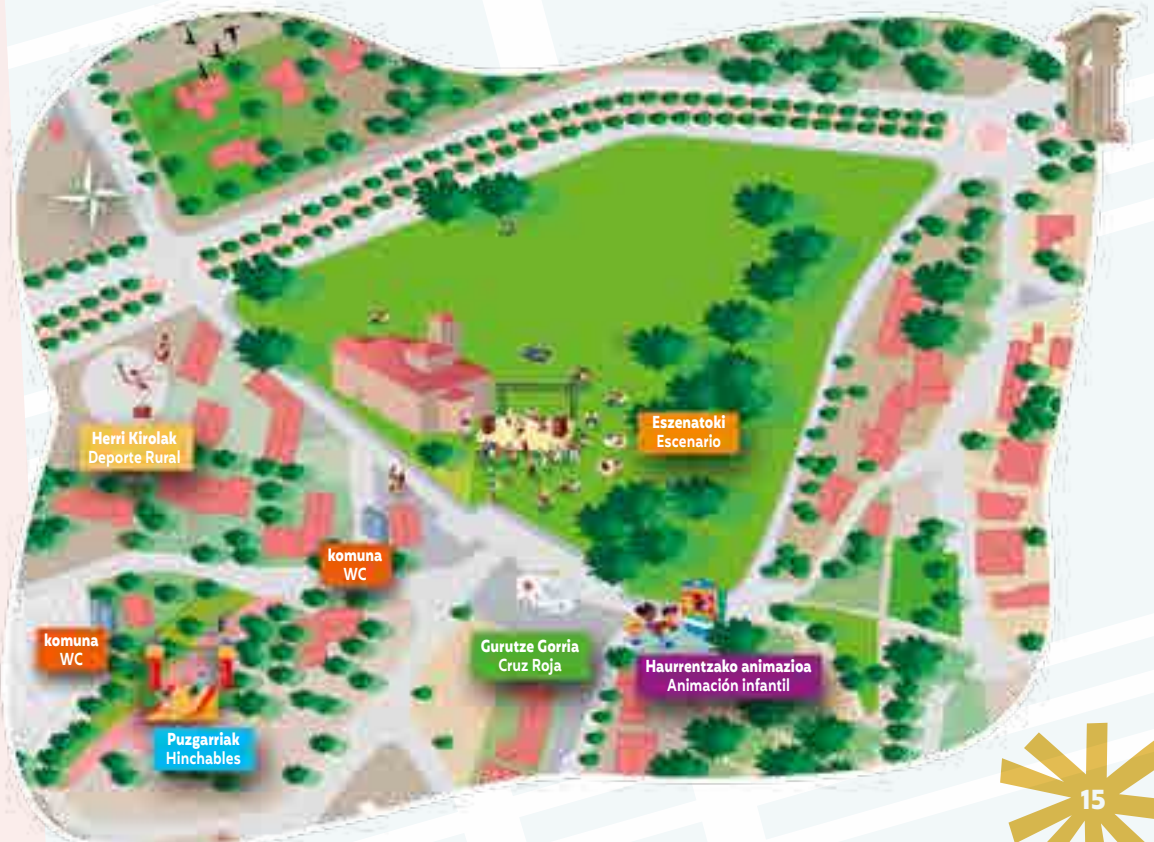 Eszenatoki
Escenario
Herri Kirolak
Deporte Rural
komuna
WC
komuna
WC
Gurutze Gorria
Cruz Roja
Haurrentzako animazioa
Animación infantil
Puzgarriak
Hinchables
15